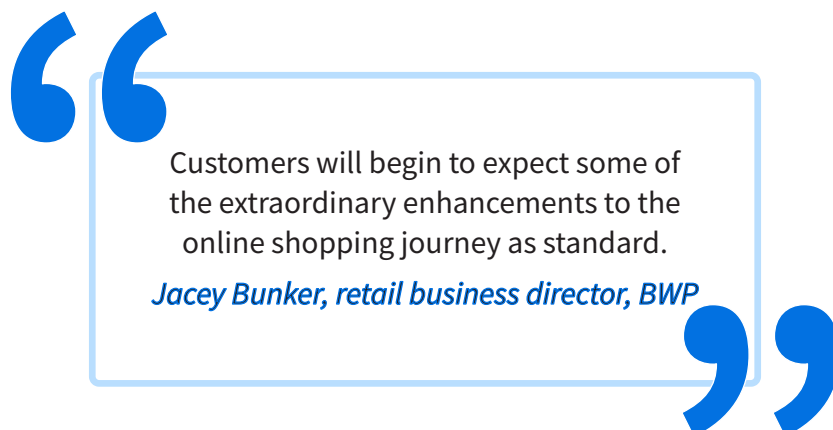 “
Customers will begin to expect some of
the extraordinary enhancements to the
online shopping journey as standard.
Jacey Bunker, retail business director, BWP
”